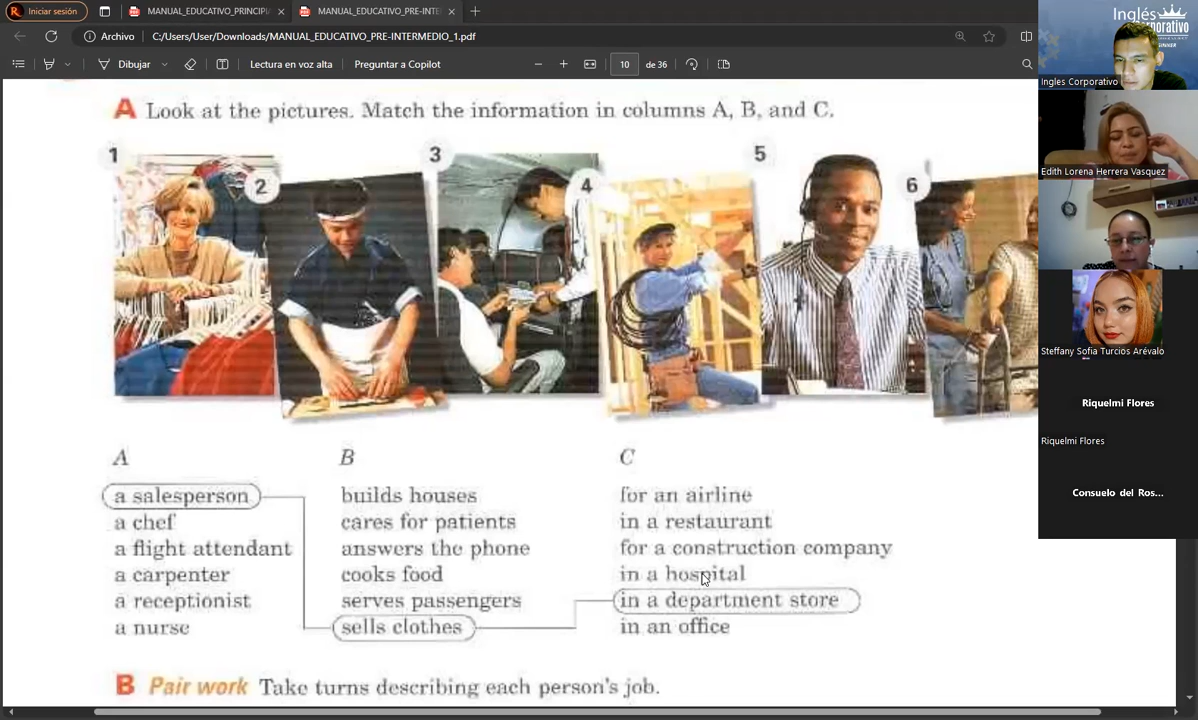 Iniciar sesión
MANUAL_EDUCATIVO_PRINCIPI
MANUAL_EDUCATIVO_PRE-INTE
Archivo
C:/Users/User/Downloads/MANUAL_EDUCATIVO_PRE-INTERMEDIO_1.pdf
Dibujar
Lectura en voz alta
Preguntar a Copilot
10
de 36
A Look at the pictures. Match the information in columns A, B, and C.
1
2
3
4
5
6
A
a salesperson
a chef
a flight attendant
a carpenter
a receptionist
a nurse
B
builds houses
cares for patients
answers the phone
cooks food
serves passengers
sells clothes
C
for an airline
in a restaurant
for a construction company
in a hospital
in a department store
in an office
B Pair work Take turns describing each person's job.
Inglés
Corporativo
Ingles Corporativo
Edith Lorena Herrera Vasquez
Steffany Sofia Turcios Arévalo
Riquelmi Flores
Riquelmi Flores
Consuelo del Ros...